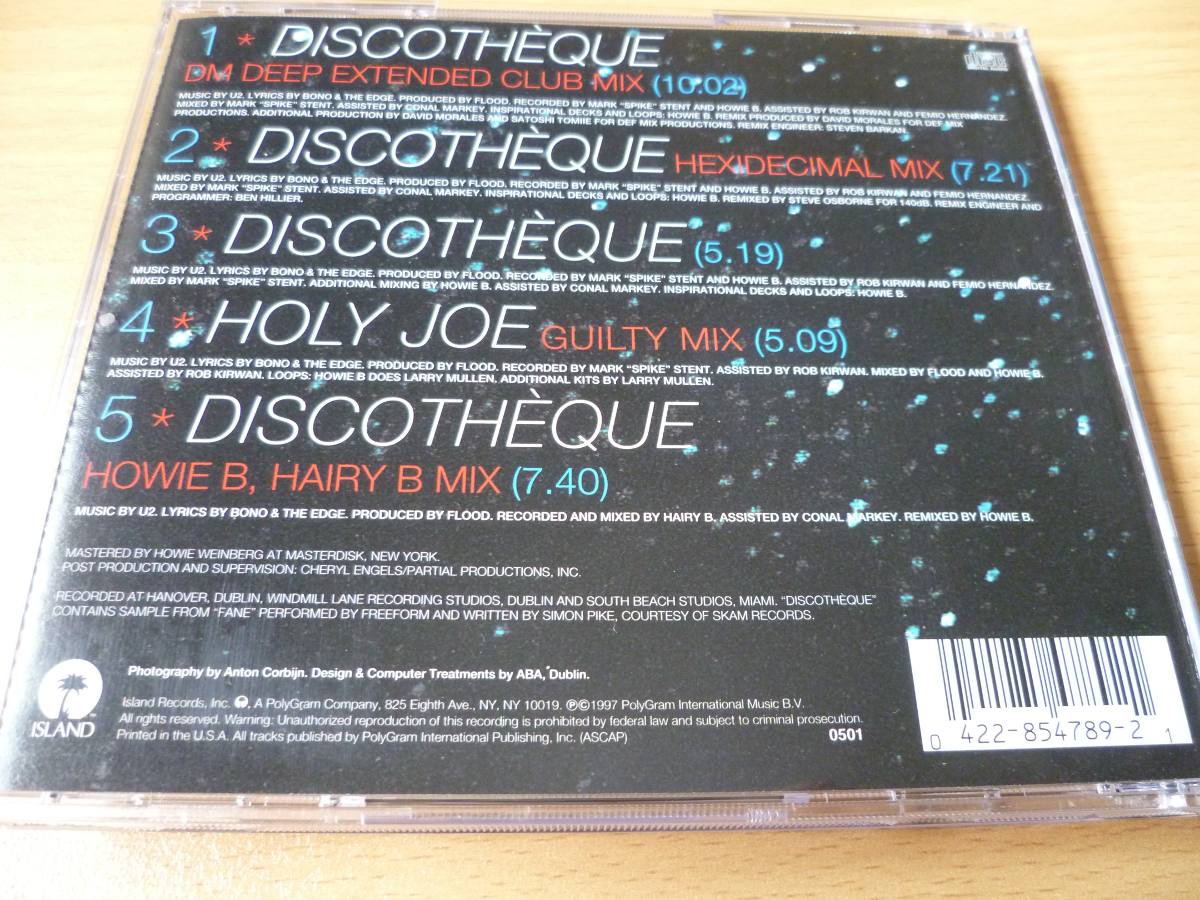 1 * DISCOTHÈQUE
DM DEEP EXTENDED CLUB MIX (10.02)
MUSIC BY U2. LYRICS BY BONO & THE EDGE. PRODUCED BY FLOOD. RECORDED BY MARK "SPIKE" STENT AND HOWIE B. ASSISTED BY ROB KIRWAN AND FEMIO HERNANDEZ.
MIXED BY MARK "SPIKE" STENT. ASSISTED BY CONAL MARKEY. INSPIRATIONAL DECKS AND LOOPS: HOWIE B. REMIX PRODUCED BY DAVID MORALES FOR DEF MIX
PRODUCTIONS. ADDITIONAL PRODUCTION BY DAVID MORALES AND SATOSHI TOMIIE FOR DEF MIX PRODUCTIONS. REMIX ENGINEER: STEVEN BARKAN.
2 * DISCOTHÈQUE HEXIDECIMAL MIX (7.21)
MUSIC BY U2. LYRICS BY BONO & THE EDGE. PRODUCED BY FLOOD. RECORDED BY MARK "SPIKE" STENT AND HOWIE B. ASSISTED BY ROB KIRWAN AND FEMIO HERNANDEZ.
MIXED BY MARK "SPIKE" STENT. ASSISTED BY CONAL MARKEY. INSPIRATIONAL DECKS AND LOOPS: HOWIE B. REMIXED BY STEVE OSBORNE FOR 140dB. REMIX ENGINEER AND
PROGRAMMER: BEN HILLIER.
3 * DISCOTHÈQUE (5.19)
MUSIC BY U2. LYRICS BY BONO & THE EDGE. PRODUCED BY FLOOD. RECORDED BY MARK "SPIKE" STENT AND HOWIE B. ASSISTED BY ROB KIRWAN AND FEMIO HERNANDEZ.
MIXED BY MARK "SPIKE" STENT. ADDITIONAL MIXING BY HOWIE B. ASSISTED BY CONAL MARKEY. INSPIRATIONAL DECKS AND LOOPS: HOWIE B.
4 * HOLY JOE GUILTY MIX (5.09)
MUSIC BY U2. LYRICS BY BONO & THE EDGE. PRODUCED BY FLOOD. RECORDED BY MARK "SPIKE" STENT. ASSISTED BY ROB KIRWAN. MIXED BY FLOOD AND HOWIE B.
ASSISTED BY ROB KIRWAN. LOOPS: HOWIE B DOES LARRY MULLEN. ADDITIONAL KITS BY LARRY MULLEN.
5 * DISCOTHÈQUE
HOWIE B, HAIRY B MIX (7.40)
MUSIC BY U2. LYRICS BY BONO & THE EDGE. PRODUCED BY FLOOD. RECORDED AND MIXED BY HAIRY B. ASSISTED BY CONAL MARKEY. REMIXED BY HOWIE B.
MASTERED BY HOWIE WEINBERG AT MASTERDISK, NEW YORK.
POST PRODUCTION AND SUPERVISION: CHERYL ENGELS/PARTIAL PRODUCTIONS, INC.
RECORDED AT HANOVER, DUBLIN, WINDMILL LANE RECORDING STUDIOS, DUBLIN AND SOUTH BEACH STUDIOS, MIAMI. "DISCOTHÈQUE"
CONTAINS SAMPLE FROM "FANE" PERFORMED BY FREEFORM AND WRITTEN BY SIMON PIKE, COURTESY OF SKAM RECORDS.
Photography by Anton Corbijn. Design & Computer Treatments by ABA, Dublin.
ISLAND
Island Records, Inc. , A PolyGram Company, 825 Eighth Ave., NY, NY 10019. ℗©1997 PolyGram International Music B.V.
All rights reserved. Warning: Unauthorized reproduction of this recording is prohibited by federal law and subject to criminal prosecution.
Printed in the U.S.A. All tracks published by PolyGram International Publishing, Inc. (ASCAP)
0501
0 422-854789-2 1